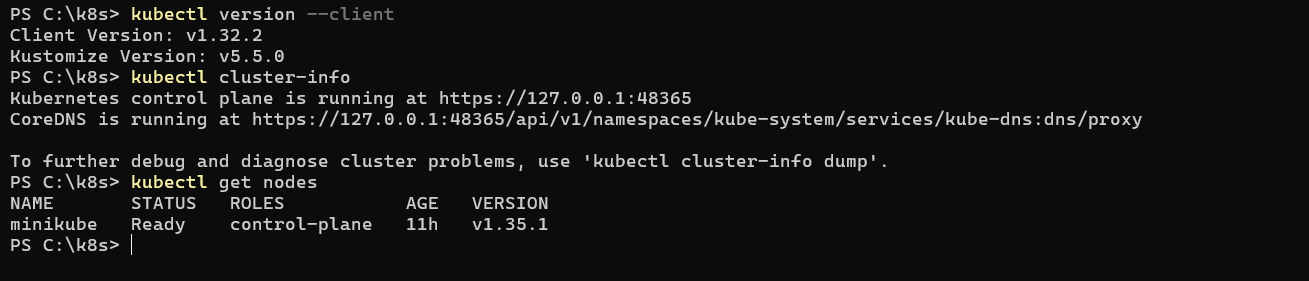 PS C:\k8s> kubectl version --client
Client Version: v1.32.2
Kustomize Version: v5.5.0
PS C:\k8s> kubectl cluster-info
Kubernetes control plane is running at https://127.0.0.1:48365
CoreDNS is running at https://127.0.0.1:48365/api/v1/namespaces/kube-system/services/kube-dns:dns/proxy

To further debug and diagnose cluster problems, use 'kubectl cluster-info dump'.
PS C:\k8s> kubectl get nodes
NAME       STATUS   ROLES           AGE   VERSION
minikube   Ready    control-plane   11h   v1.35.1
PS C:\k8s>